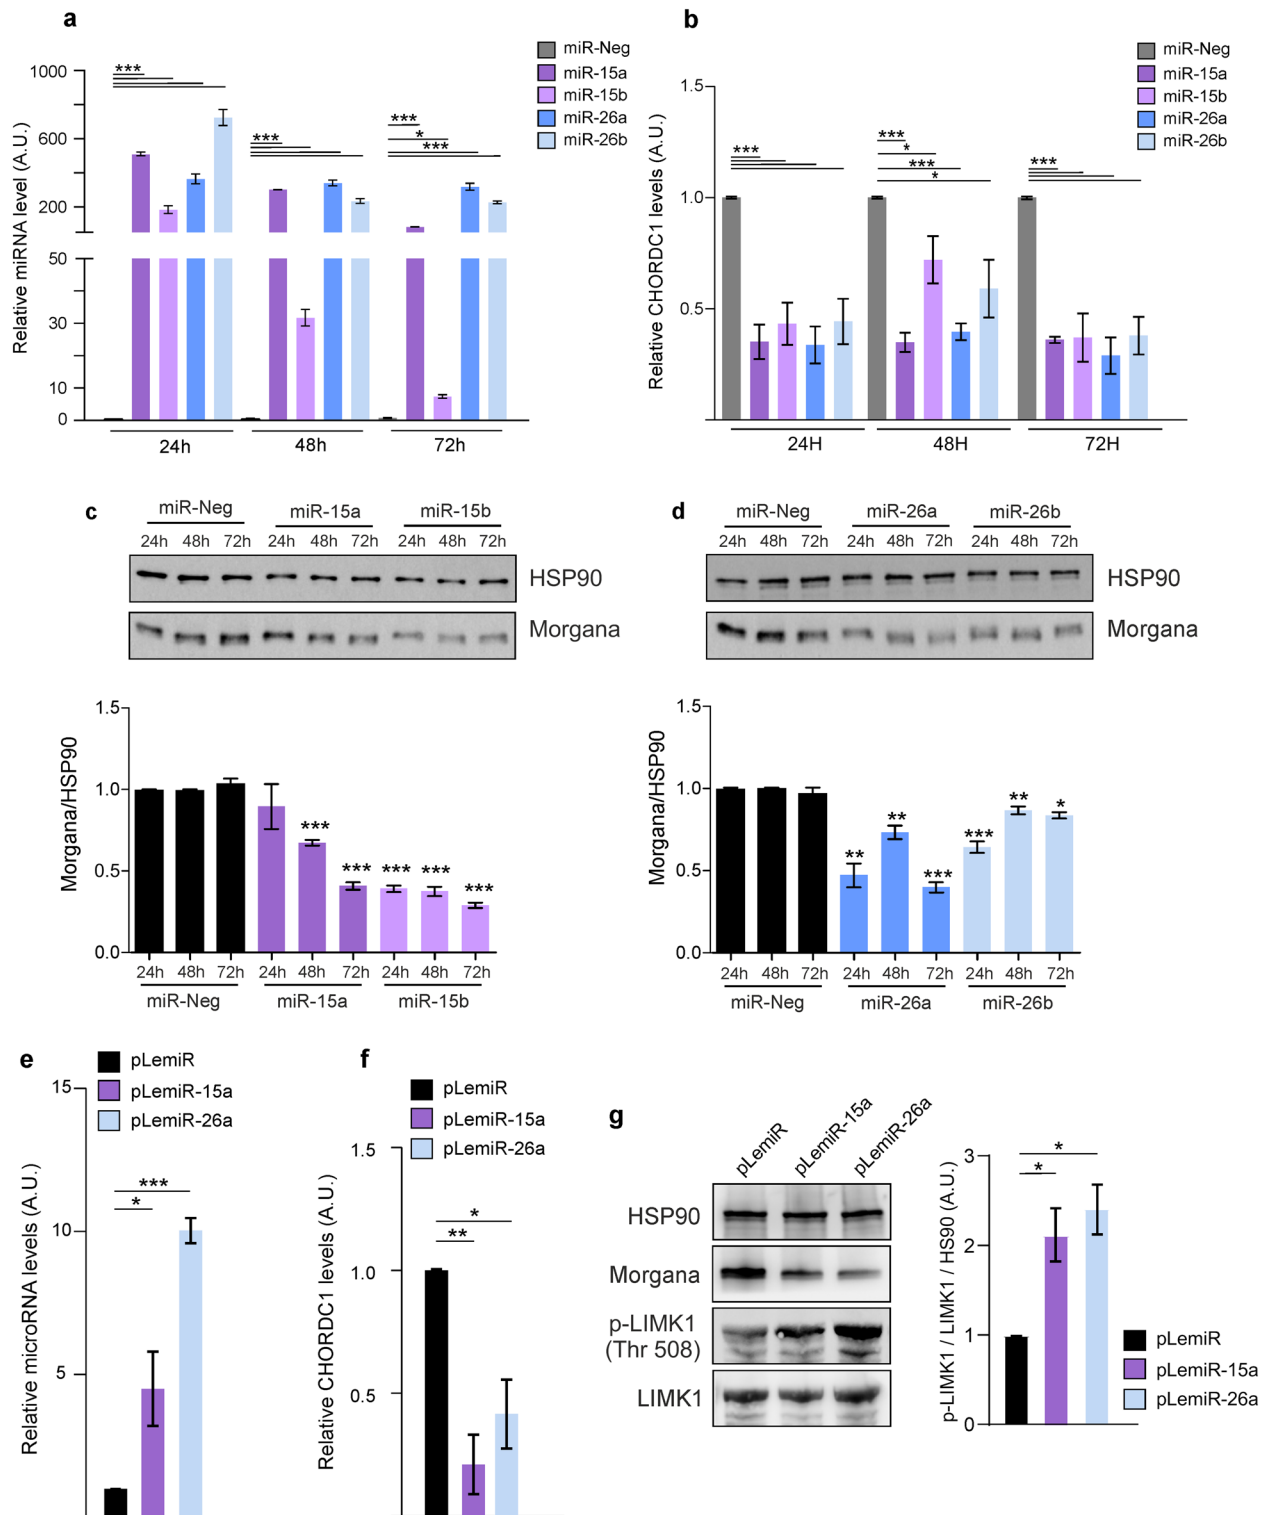 a
miR-Neg
miR-15a
miR-15b
miR-26a
miR-26b
Relative miRNA level (A.U.)
1000
600
200
50
30
10
0
***
***
***
*
***
24h
48h
72h
b
miR-Neg
miR-15a
miR-15b
miR-26a
miR-26b
Relative CHORDC1 levels (A.U.)
1.5
1.0
0.5
***
***
*
***
*
***
24H
48H
72H
c
miR-Neg miR-15a miR-15b
24h 48h 72h 24h 48h 72h 24h 48h 72h
HSP90
Morgana
Morgana/HSP90
1.5
1.0
0.5
0.0
*** *** *** *** ***
24h 48h 72h 24h 48h 72h 24h 48h 72h
miR-Neg miR-15a miR-15b
d
miR-Neg miR-26a miR-26b
24h 48h 72h 24h 48h 72h 24h 48h 72h
HSP90
Morgana
Morgana/HSP90
1.5
1.0
0.5
0.0
** ** *** *** ** *
24h 48h 72h 24h 48h 72h 24h 48h 72h
miR-Neg miR-26a miR-26b
e
pLemiR
pLemiR-15a
pLemiR-26a
Relative microRNA levels (A.U.)
15
10
5
***
*
f
pLemiR
pLemiR-15a
pLemiR-26a
Relative CHORDC1 levels (A.U.)
1.5
1.0
0.5
*
**
g
pLemiR pLemiR-15a pLemiR-26a
HSP90
Morgana
p-LIMK1
(Thr 508)
LIMK1
p-LIMK1 / LIMK1 / HS90 (A.U.)
3
2
1
0
*
*
pLemiR
pLemiR-15a
pLemiR-26a